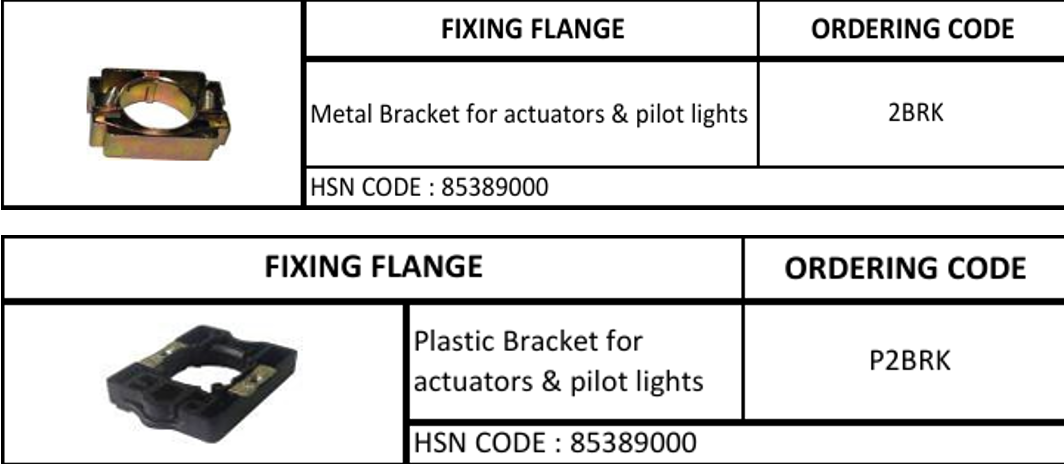 FIXING FLANGE ORDERING CODE
Metal Bracket for actuators & pilot lights 2BRK
HSN CODE : 85389000
FIXING FLANGE ORDERING CODE
Plastic Bracket for
actuators & pilot lights
P2BRK
HSN CODE : 85389000